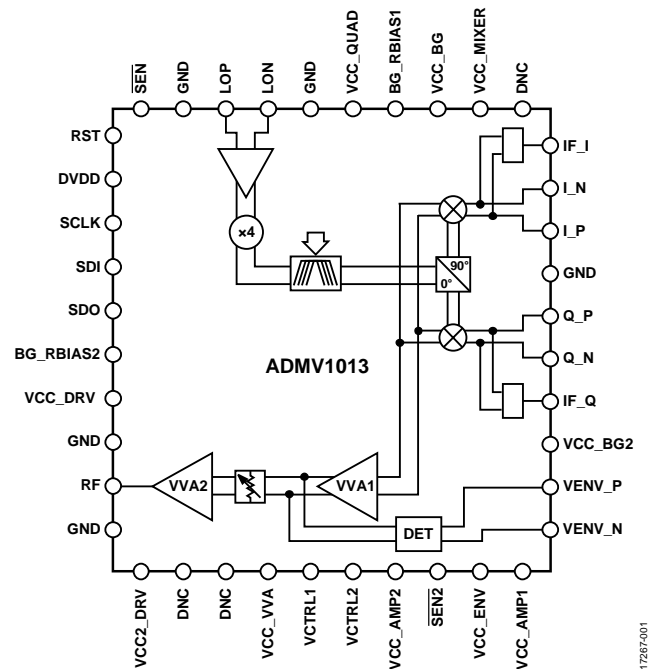 SEN
GND
LOP
LON
GND
VCC_QUAD
BG_RBIAS1
VCC_BG
VCC_MIXER
DNC
RST
DVDD
SCLK
SDI
SDO
BG_RBIAS2
VCC_DRV
GND
RF
GND
IF_I
I_N
I_P
GND
Q_P
Q_N
IF_Q
VCC_BG2
VENV_P
VENV_N
×4
90°
0°
ADMV1013
VVA2
VVA1
DET
VCC2_DRV
DNC
DNC
VCC_VVA
VCTRL1
VCTRL2
VCC_AMP2
SEN2
VCC_ENV
VCC_AMP1
17267-001